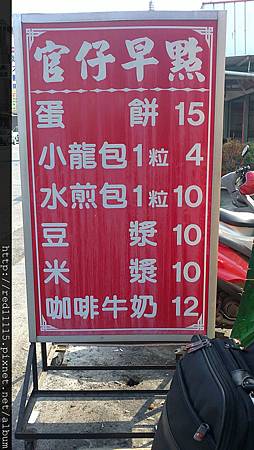 官仔早點
蛋餅 15
小龍包1粒 4
水煎包1粒 10
豆漿 10
米漿 10
咖啡牛奶 12
http://red11115.pixnet.net/album